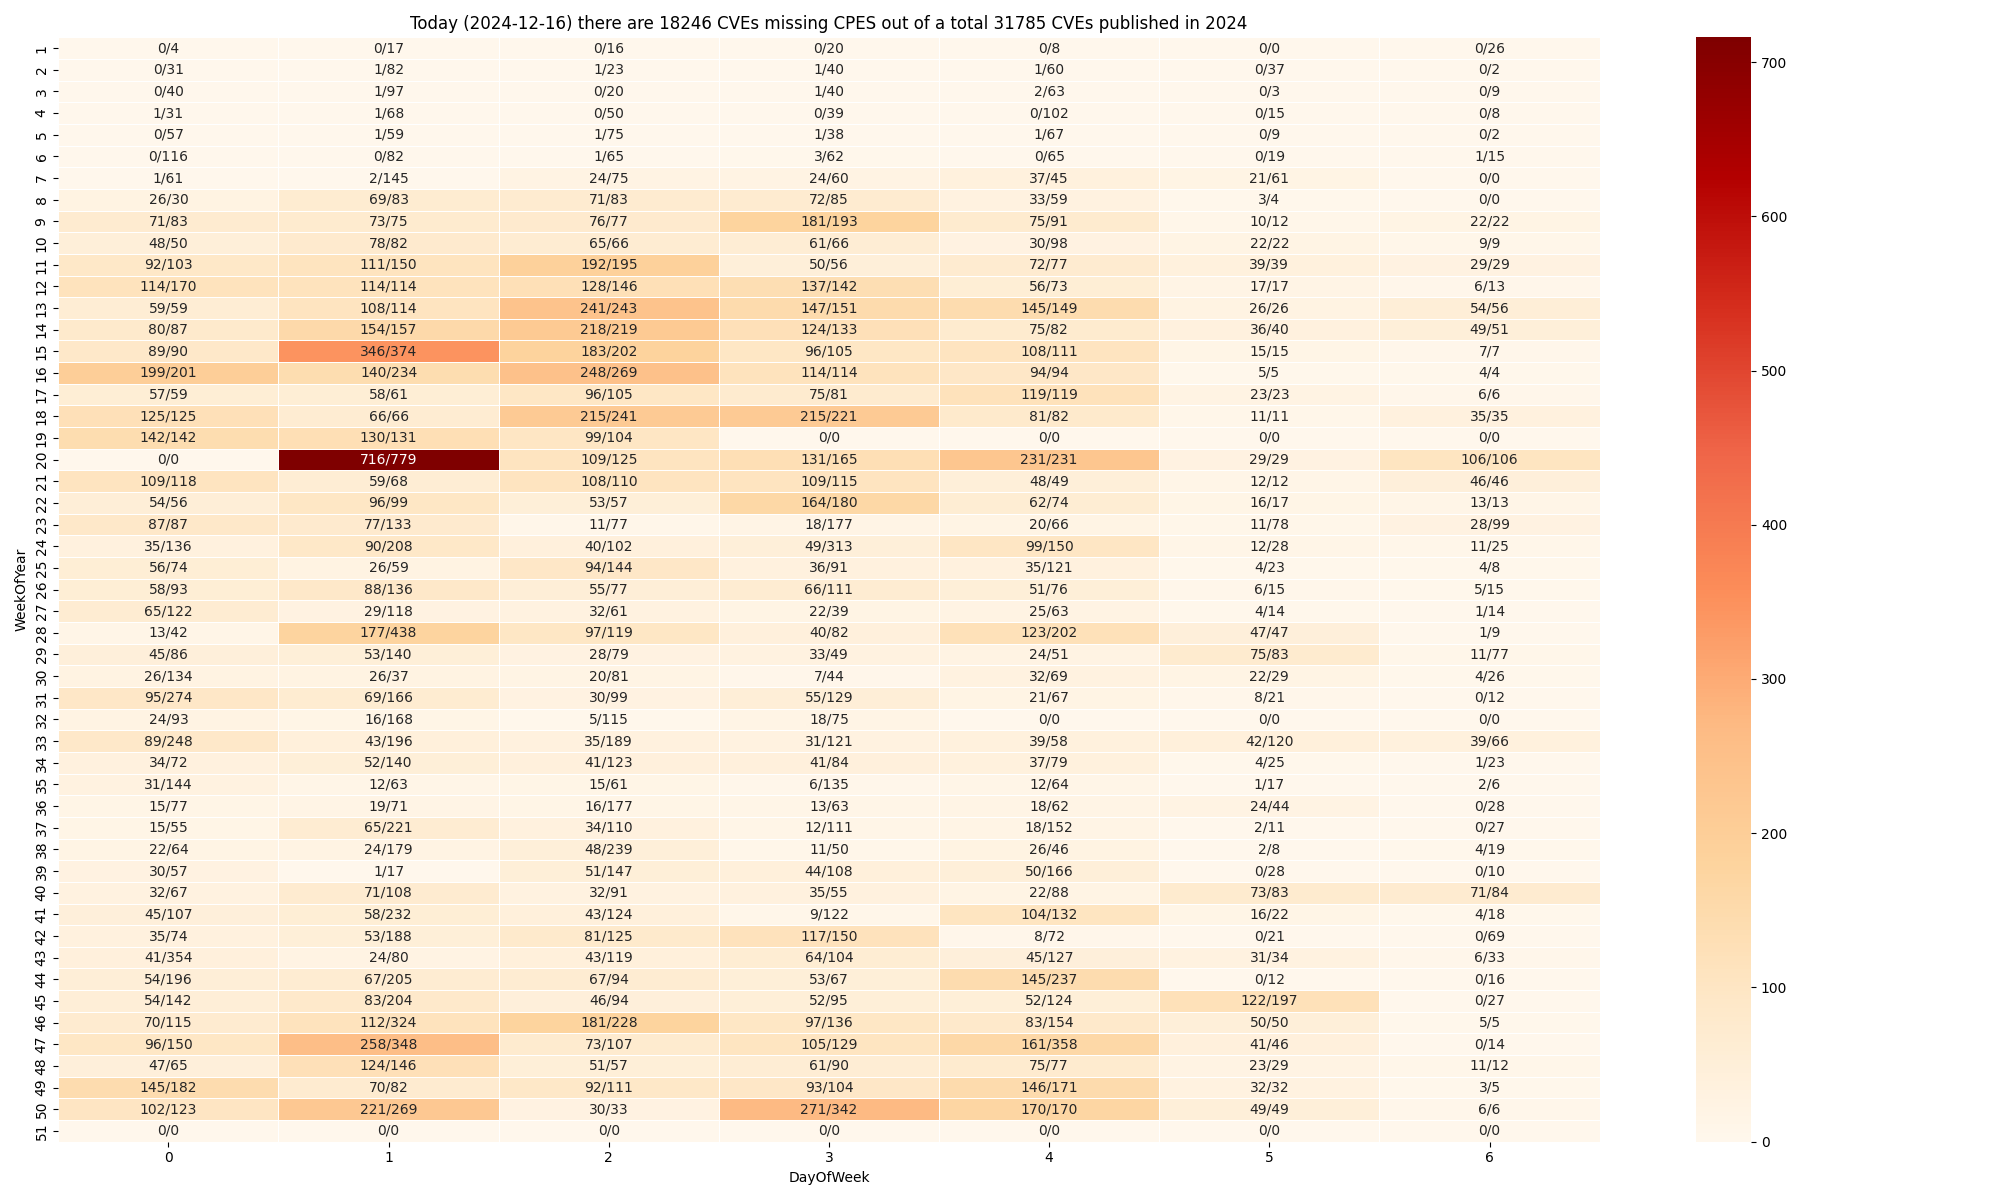 Today (2024-12-16) there are 18246 CVEs missing CPES out of a total 31785 CVEs published in 2024
1 0/4 0/17 0/16 0/20 0/8 0/0 0/26
2 0/31 1/82 1/23 1/40 1/60 0/37 0/2
3 0/40 1/97 0/20 1/40 2/63 0/3 0/9
4 1/31 1/68 0/50 0/39 0/102 0/15 0/8
5 0/57 1/59 1/75 1/38 1/67 0/9 0/2
6 0/116 0/82 1/65 3/62 0/65 0/19 1/15
7 1/61 2/145 24/75 24/60 37/45 21/61 0/0
8 26/30 69/83 71/83 72/85 33/59 3/4 0/0
9 71/83 73/75 76/77 181/193 75/91 10/12 22/22
10 48/50 78/82 65/66 61/66 30/98 22/22 9/9
11 92/103 111/150 192/195 50/56 72/77 39/39 29/29
12 114/170 114/114 128/146 137/142 56/73 17/17 6/13
13 59/59 108/114 241/243 147/151 145/149 26/26 54/56
14 80/87 154/157 218/219 124/133 75/82 36/40 49/51
15 89/90 346/374 183/202 96/105 108/111 15/15 7/7
16 199/201 140/234 248/269 114/114 94/94 5/5 4/4
17 57/59 58/61 96/105 75/81 119/119 23/23 6/6
18 125/125 66/66 215/241 215/221 81/82 11/11 35/35
19 142/142 130/131 99/104 0/0 0/0 0/0 0/0
20 0/0 716/779 109/125 131/165 231/231 29/29 106/106
21 109/118 59/68 108/110 109/115 48/49 12/12 46/46
22 54/56 96/99 53/57 164/180 62/74 16/17 13/13
23 87/87 77/133 11/77 18/177 20/66 11/78 28/99
24 35/136 90/208 40/102 49/313 99/150 12/28 11/25
25 56/74 26/59 94/144 36/91 35/121 4/23 4/8
26 58/93 88/136 55/77 66/111 51/76 6/15 5/15
27 65/122 29/118 32/61 22/39 25/63 4/14 1/14
28 13/42 177/438 97/119 40/82 123/202 47/47 1/9
29 45/86 53/140 28/79 33/49 24/51 75/83 11/77
30 26/134 26/37 20/81 7/44 32/69 22/29 4/26
31 95/274 69/166 30/99 55/129 21/67 8/21 0/12
32 24/93 16/168 5/115 18/75 0/0 0/0 0/0
33 89/248 43/196 35/189 31/121 39/58 42/120 39/66
34 34/72 52/140 41/123 41/84 37/79 4/25 1/23
35 31/144 12/63 15/61 6/135 12/64 1/17 2/6
36 15/77 19/71 16/177 13/63 18/62 24/44 0/28
37 15/55 65/221 34/110 12/111 18/152 2/11 0/27
38 22/64 24/179 48/239 11/50 26/46 2/8 4/19
39 30/57 1/17 51/147 44/108 50/166 0/28 0/10
40 32/67 71/108 32/91 35/55 22/88 73/83 71/84
41 45/107 58/232 43/124 9/122 104/132 16/22 4/18
42 35/74 53/188 81/125 117/150 8/72 0/21 0/69
43 41/354 24/80 43/119 64/104 45/127 31/34 6/33
44 54/196 67/205 67/94 53/67 145/237 0/12 0/16
45 54/142 83/204 46/94 52/95 52/124 122/197 0/27
46 70/115 112/324 181/228 97/136 83/154 50/50 5/5
47 96/150 258/348 73/107 105/129 161/358 41/46 0/14
48 47/65 124/146 51/57 61/90 75/77 23/29 11/12
49 145/182 70/82 92/111 93/104 146/171 32/32 3/5
50 102/123 221/269 30/33 271/342 170/170 49/49 6/6
51 0/0 0/0 0/0 0/0 0/0 0/0 0/0
0 1 2 3 4 5 6
DayOfWeek
WeekOfYear
700
600
500
400
300
200
100
0